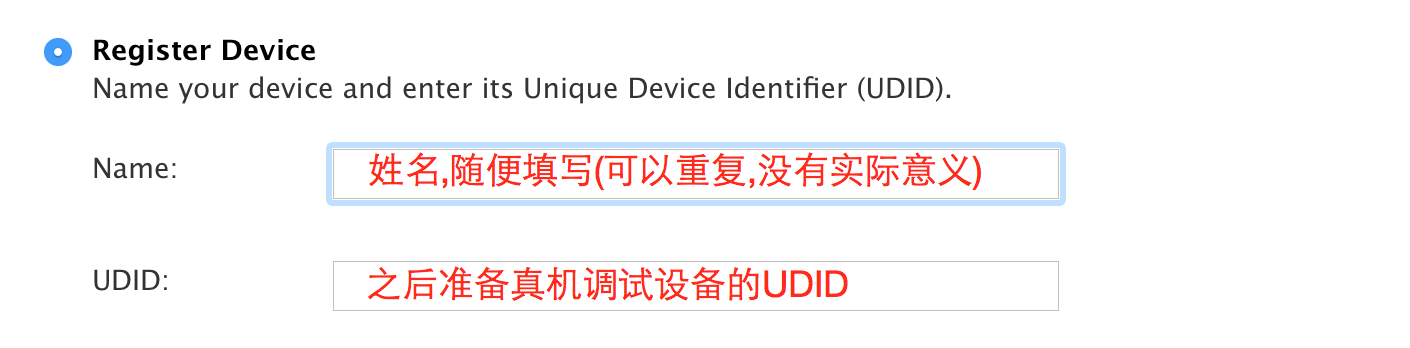 Register Device
Name your device and enter its Unique Device Identifier (UDID).
Name: 姓名,随便填写(可以重复,没有实际意义)
UDID: 之后准备真机调试设备的UDID